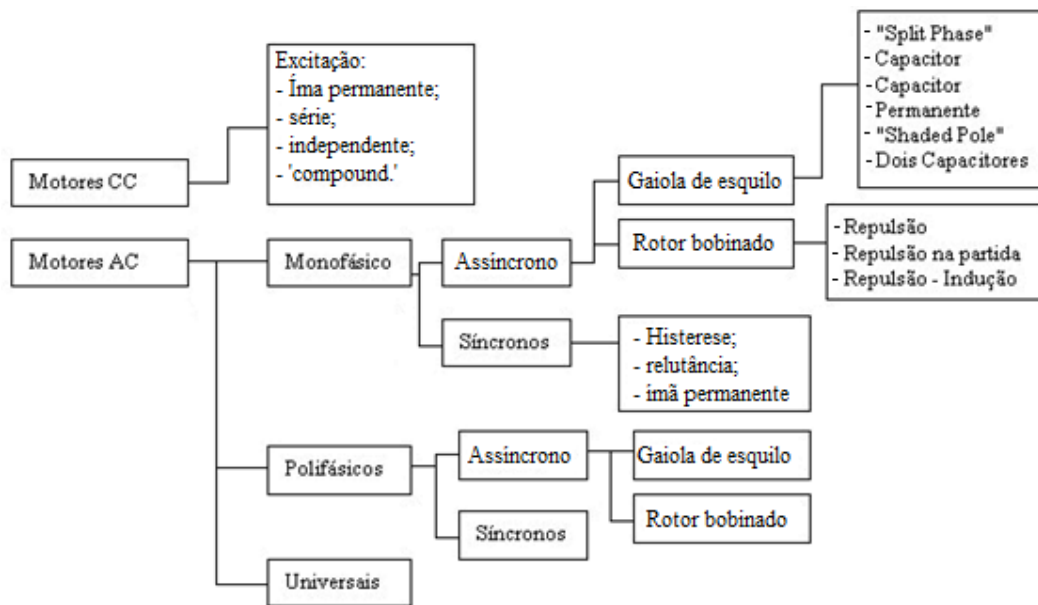 Motores CC
Excitação:
- Íma permanente;
- série;
- independente;
- 'compound.'
Motores AC
Monofásico
Assíncrono
Gaiola de esquilo
- "Split Phase"
- Capacitor
- Capacitor
- Permanente
- "Shaded Pole"
- Dois Capacitores
Rotor bobinado
- Repulsão
- Repulsão na partida
- Repulsão - Indução
Síncronos
- Histerese;
- relutância;
- ímã permanente
Polifásicos
Assíncrono
Gaiola de esquilo
Rotor bobinado
Síncronos
Universais